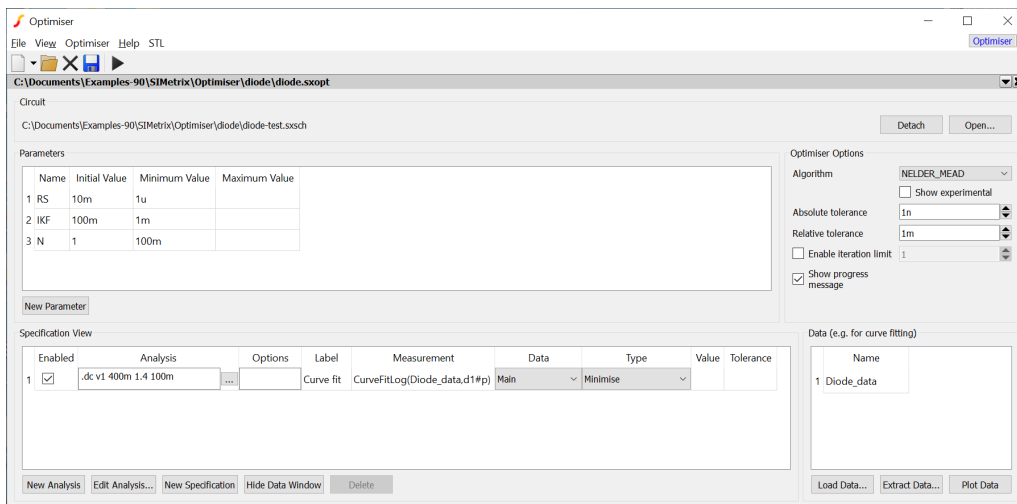 Optimiser
File View Optimiser Help STL
Optimiser
C:\Documents\Examples-90\SIMetrix\Optimiser\diode\diode.sxopt
Circuit
C:\Documents\Examples-90\SIMetrix\Optimiser\diode\diode-test.sxsch
Detach Open...
Parameters
Name Initial Value Minimum Value Maximum Value
1 RS 10m 1u
2 IKF 100m 1m
3 N 1 100m
New Parameter
Optimiser Options
Algorithm NELDER_MEAD
Show experimental
Absolute tolerance 1n
Relative tolerance 1m
Enable iteration limit 1
Show progress
message
Specification View
Enabled Analysis Options Label Measurement Data Type Value Tolerance
1 .dc v1 400m 1.4 100m ... Curve fit CurveFitLog(Diode_data,d1#p) Main Minimise
New Analysis Edit Analysis... New Specification Hide Data Window Delete
Data (e.g. for curve fitting)
Name
1 Diode_data
Load Data... Extract Data... Plot Data